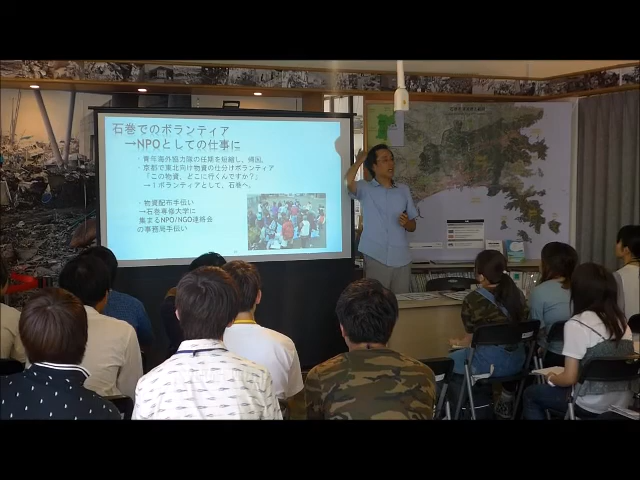 石巻でのボランティア
→NPOとしての仕事に
・青年海外協力隊の任期を短縮し、帰国。
・京都で東北向け物資の仕分けボランティア
「この物資、どこに行くんですか？」
→１ボランティアとして、石巻へ。
・物資配布手伝い
→石巻専修大学に
集まるNPO/NGO連絡会
の事務局手伝い